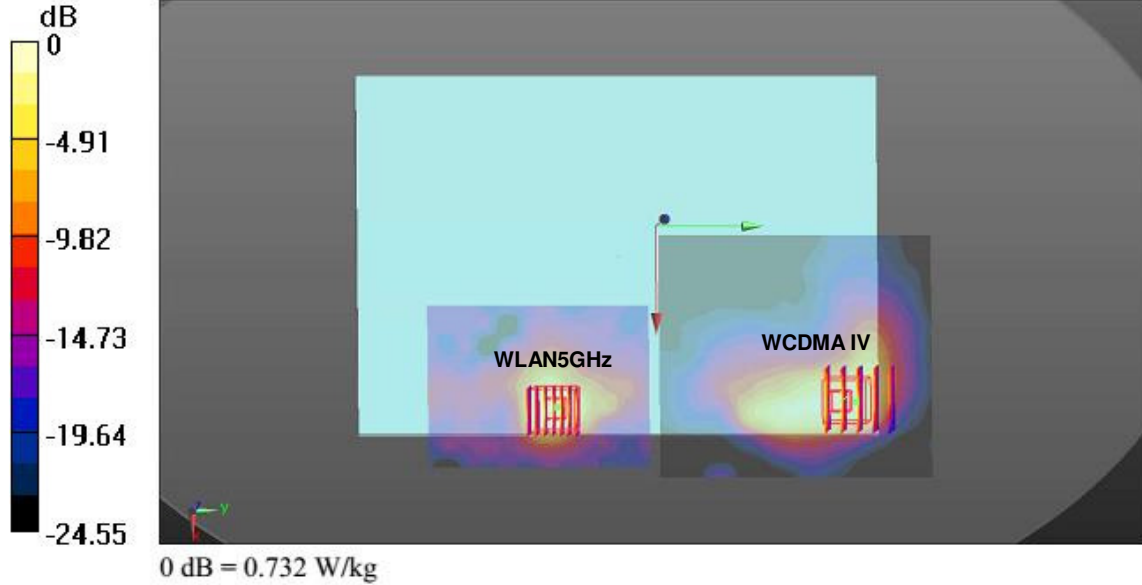 dB
0
-4.91
-9.82
-14.73
-19.64
-24.55
WLAN5GHz
WCDMA IV
y
0 dB = 0.732 W/kg